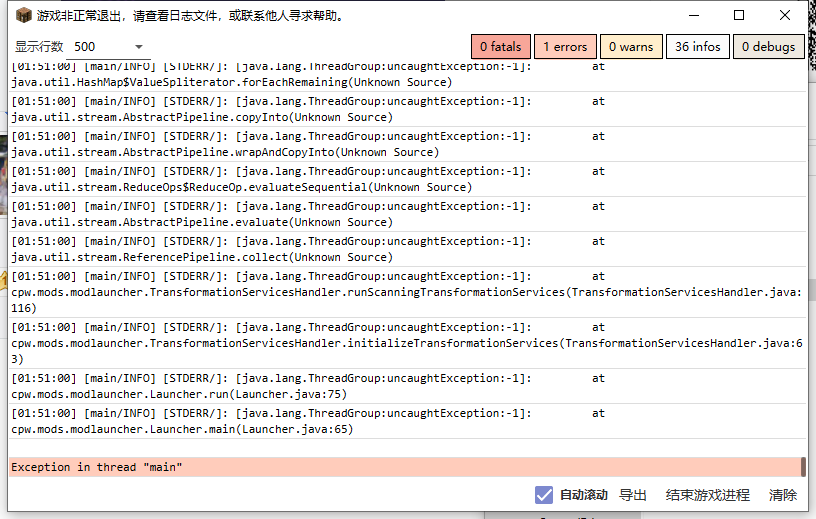 游戏非正常退出，请查看日志文件，或联系他人寻求帮助。
显示行数 500 0 fatals 1 errors 0 warns 36 infos 0 debugs
[01:51:00] [main/INFO] [STDERR/]: [java.lang.ThreadGroup:uncaughtException:-1]: at
java.util.HashMap$ValueSpliterator.forEachRemaining(Unknown Source)
[01:51:00] [main/INFO] [STDERR/]: [java.lang.ThreadGroup:uncaughtException:-1]: at
java.util.stream.AbstractPipeline.copyInto(Unknown Source)
[01:51:00] [main/INFO] [STDERR/]: [java.lang.ThreadGroup:uncaughtException:-1]: at
java.util.stream.AbstractPipeline.wrapAndCopyInto(Unknown Source)
[01:51:00] [main/INFO] [STDERR/]: [java.lang.ThreadGroup:uncaughtException:-1]: at
java.util.stream.ReduceOps$ReduceOp.evaluateSequential(Unknown Source)
[01:51:00] [main/INFO] [STDERR/]: [java.lang.ThreadGroup:uncaughtException:-1]: at
java.util.stream.AbstractPipeline.evaluate(Unknown Source)
[01:51:00] [main/INFO] [STDERR/]: [java.lang.ThreadGroup:uncaughtException:-1]: at
java.util.stream.ReferencePipeline.collect(Unknown Source)
[01:51:00] [main/INFO] [STDERR/]: [java.lang.ThreadGroup:uncaughtException:-1]: at
cpw.mods.modlauncher.TransformationServicesHandler.runScanningTransformationServices(TransformationServicesHandler.java:
116)
[01:51:00] [main/INFO] [STDERR/]: [java.lang.ThreadGroup:uncaughtException:-1]: at
cpw.mods.modlauncher.TransformationServicesHandler.initializeTransformationServices(TransformationServicesHandler.java:6
3)
[01:51:00] [main/INFO] [STDERR/]: [java.lang.ThreadGroup:uncaughtException:-1]: at
cpw.mods.modlauncher.Launcher.run(Launcher.java:75)
[01:51:00] [main/INFO] [STDERR/]: [java.lang.ThreadGroup:uncaughtException:-1]: at
cpw.mods.modlauncher.Launcher.main(Launcher.java:65)
Exception in thread "main"
自动滚动 导出 结束游戏进程 清除